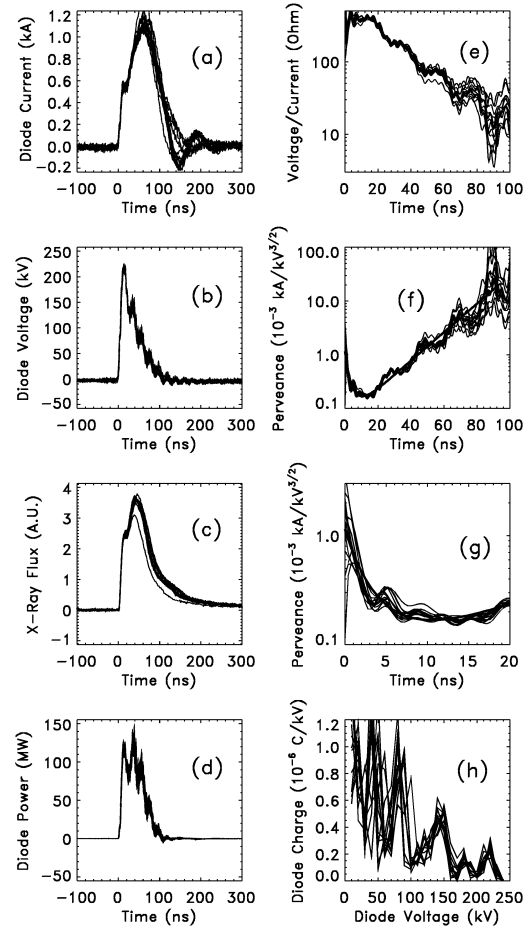 Diode Current (kA)
1.2
1.0
0.8
0.6
0.4
0.2
0.0
−0.2
(a)
−100 0 100 200 300
Time (ns)
Voltage/Current (Ohm)
100
10
(e)
0 20 40 60 80 100
Time (ns)
Diode Voltage (kV)
250
200
150
100
50
0
−50
(b)
−100 0 100 200 300
Time (ns)
Perveance (10⁻³ kA/kV³ᐟ²)
100.0
10.0
1.0
0.1
(f)
0 20 40 60 80 100
Time (ns)
X−Ray Flux (A.U.)
4
3
2
1
0
−1
(c)
−100 0 100 200 300
Time (ns)
Perveance (10⁻³ kA/kV³ᐟ²)
1.0
0.1
(g)
0 5 10 15 20
Time (ns)
Diode Power (MW)
150
100
50
0
−50
(d)
−100 0 100 200 300
Time (ns)
Diode Charge (10⁻⁶ C/kV)
1.2
1.0
0.8
0.6
0.4
0.2
0.0
(h)
0 50 100 150 200 250
Diode Voltage (kV)